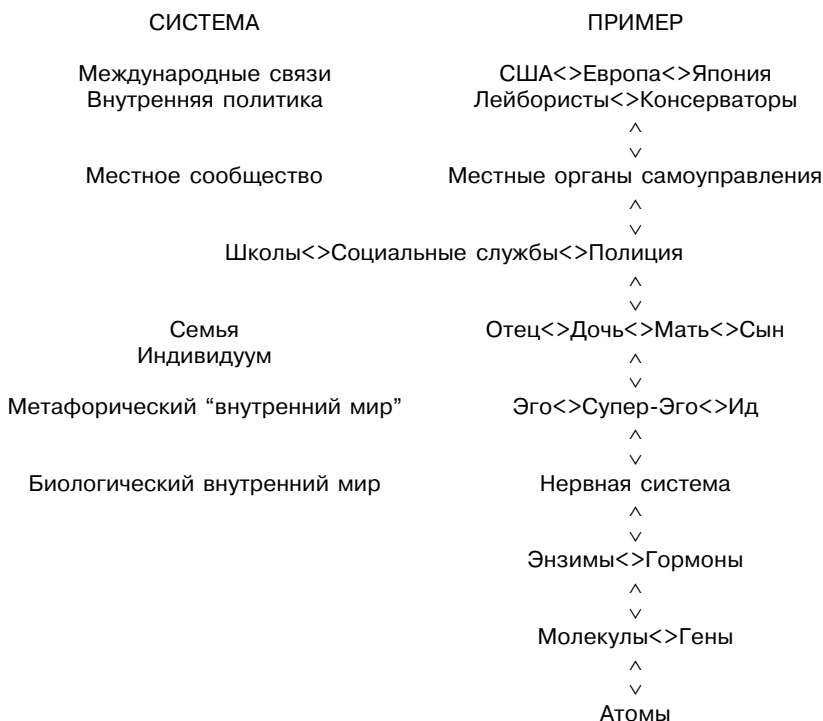 СИСТЕМА ПРИМЕР
Международные связи США<>Европа<>Япония
Внутренняя политика Лейбористы<>Консерваторы
^
v
Местное сообщество Местные органы самоуправления
^
v
Школы<>Социальные службы<>Полиция
^
v
Семья Отец<>Дочь<>Мать<>Сын
Индивидуум ^
v
Метафорический “внутренний мир” Эго<>Супер-Эго<>Ид
^
v
Биологический внутренний мир Нервная система
^
v
Энзимы<>Гормоны
^
v
Молекулы<>Гены
^
v
Атомы